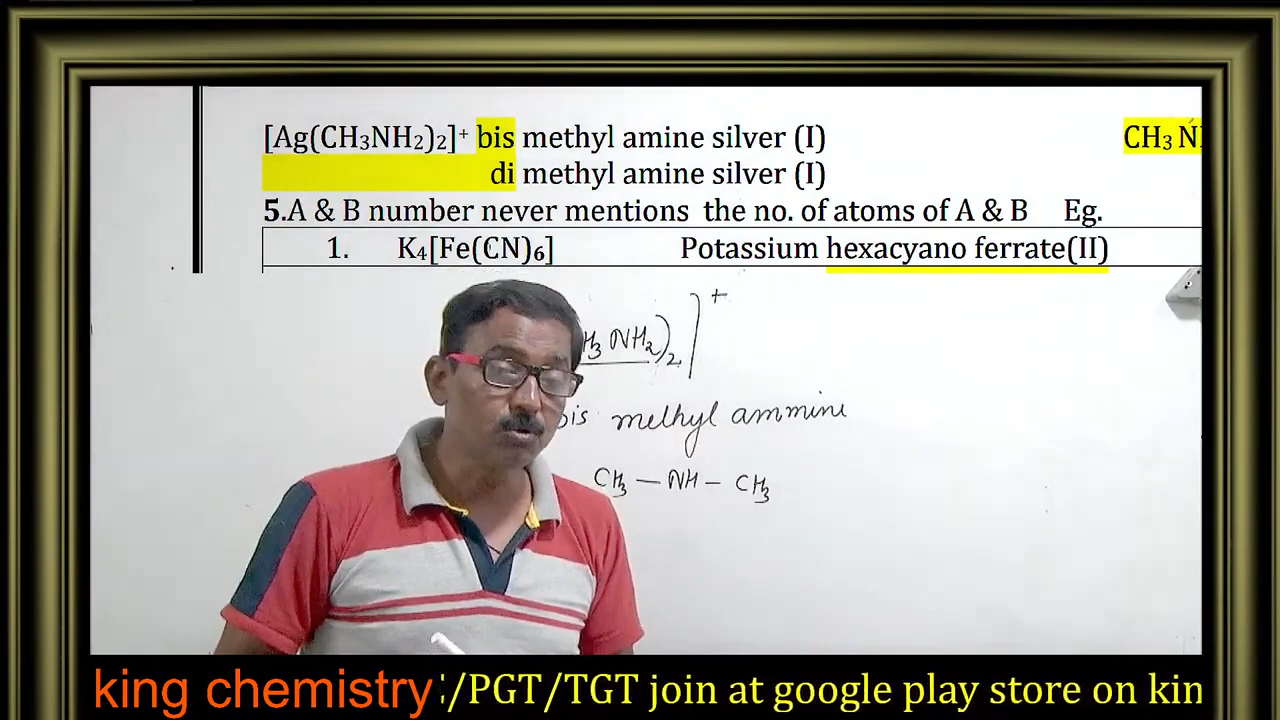 [Ag(CH₃NH₂)₂]⁺ bis methyl amine silver (I)
CH₃ N
di methyl amine silver (I)
5.A & B number never mentions the no. of atoms of A & B Eg.
1. K₄[Fe(CN)₆] Potassium hexacyano ferrate(II)
H₃ NH₂)₂]⁺
bis methyl ammine
CH₃ — NH — CH₃
king chemistry /PGT/TGT join at google play store on kin